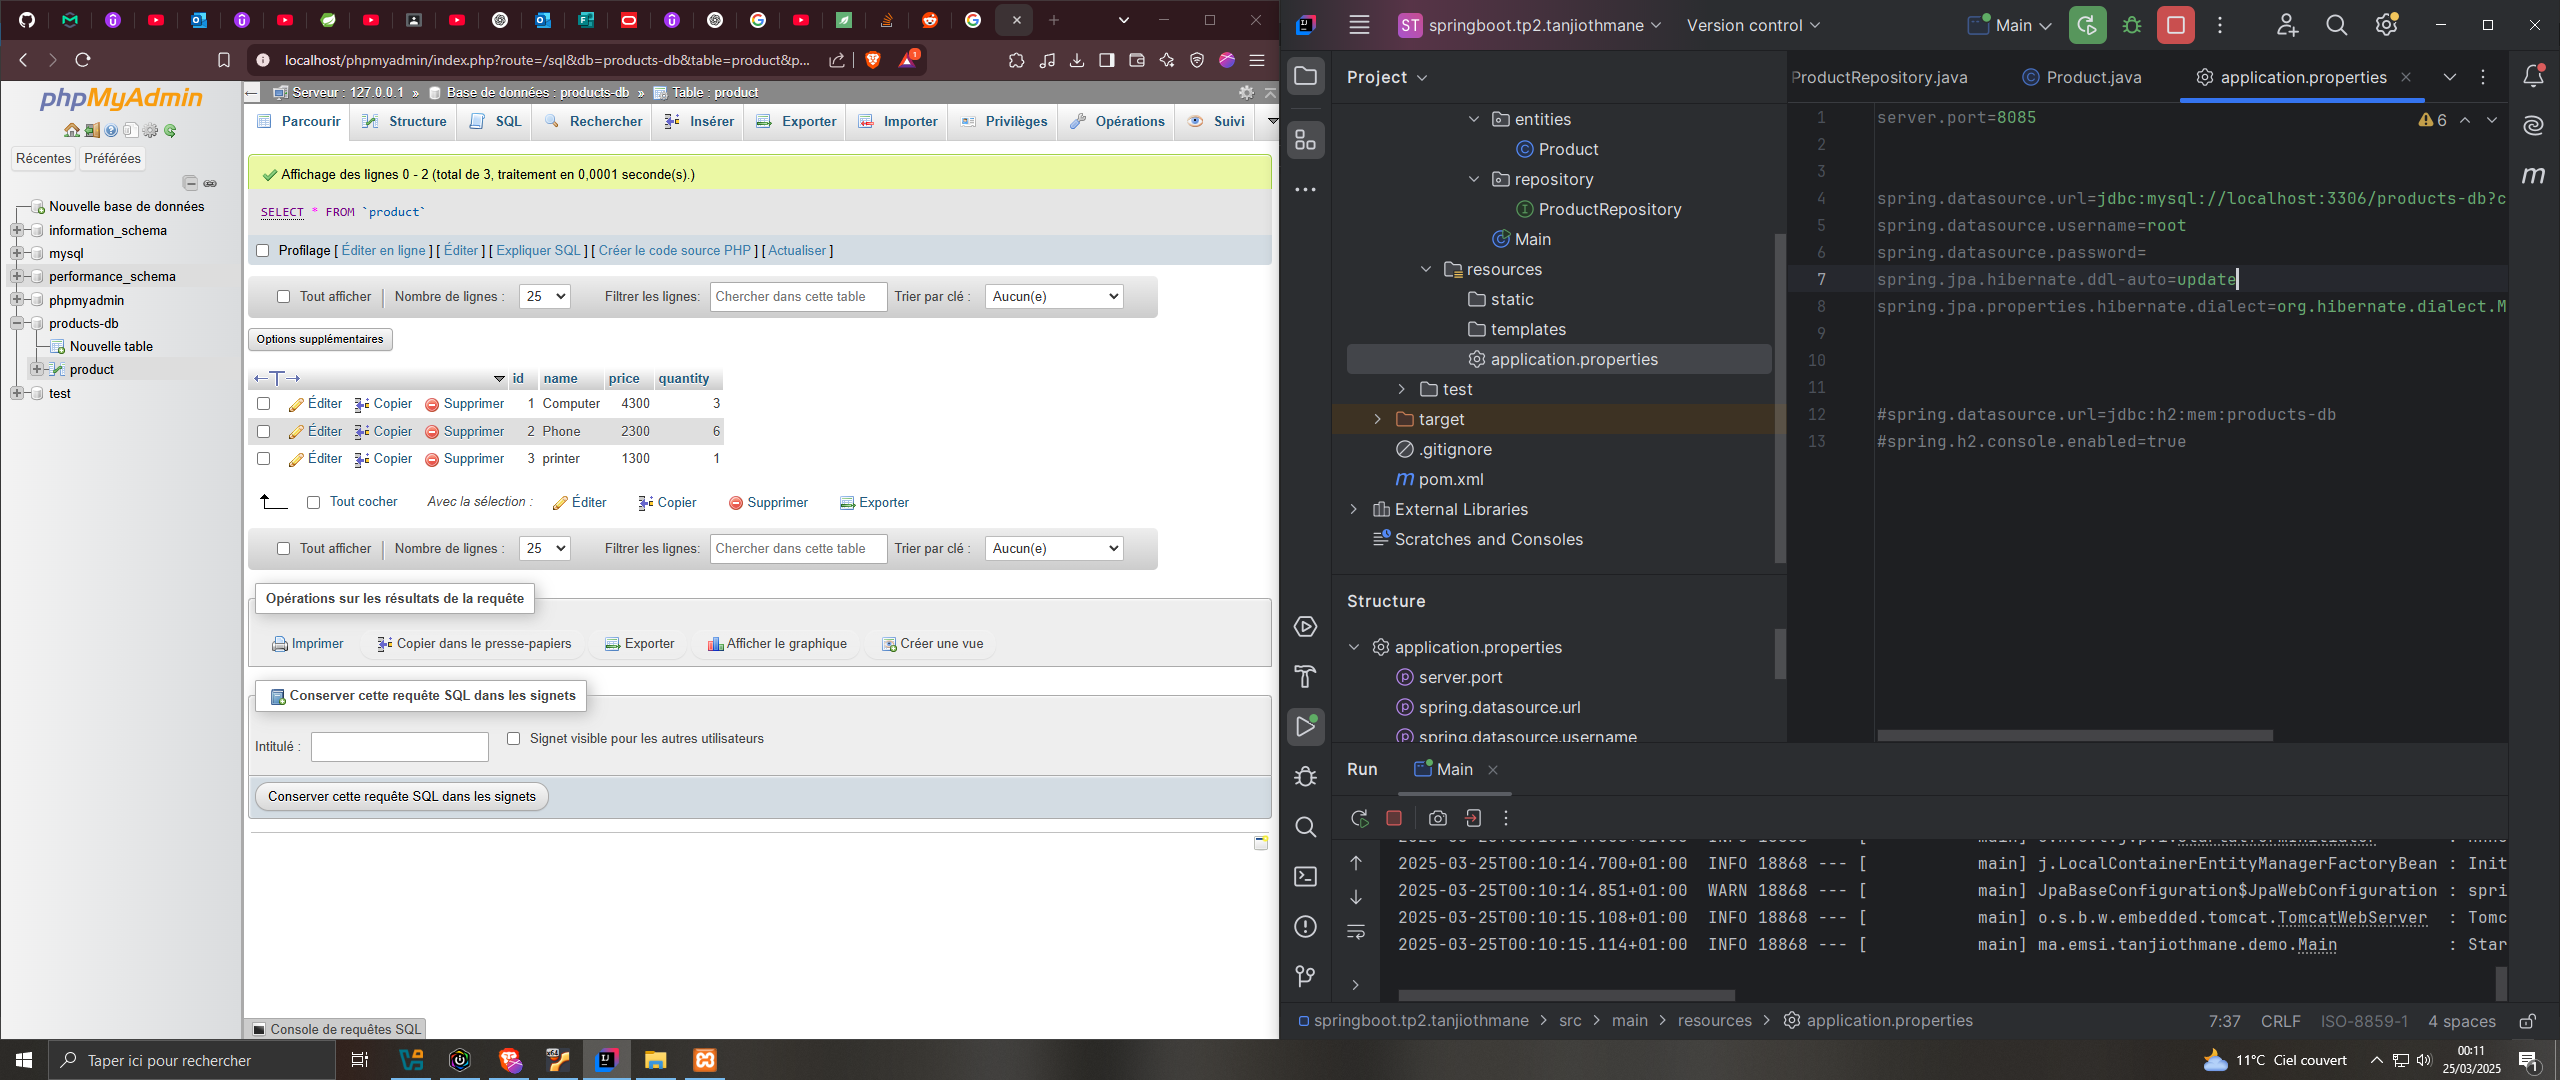 localhost/phpmyadmin/index.php?route=/sql&db=products-db&table=product&p...
1
phpMyAdmin
Récentes
Préférées
Nouvelle base de données
information_schema
mysql
performance_schema
phpmyadmin
products-db
Nouvelle table
product
test
Serveur : 127.0.0.1 » Base de données : products-db » Table : product
Parcourir Structure SQL Rechercher Insérer Exporter Importer Privilèges Opérations Suivi
Affichage des lignes 0 - 2 (total de 3, traitement en 0,0001 seconde(s).)
SELECT * FROM `product`
Profilage [ Éditer en ligne ] [ Éditer ] [ Expliquer SQL ] [ Créer le code source PHP ] [ Actualiser ]
Tout afficher Nombre de lignes : 25 Filtrer les lignes: Chercher dans cette table Trier par clé : Aucun(e)
Options supplémentaires
←T→ id name price quantity
Éditer Copier Supprimer 1 Computer 4300 3
Éditer Copier Supprimer 2 Phone 2300 6
Éditer Copier Supprimer 3 printer 1300 1
Tout cocher Avec la sélection : Éditer Copier Supprimer Exporter
Tout afficher Nombre de lignes : 25 Filtrer les lignes: Chercher dans cette table Trier par clé : Aucun(e)
Opérations sur les résultats de la requête
Imprimer Copier dans le presse-papiers Exporter Afficher le graphique Créer une vue
Conserver cette requête SQL dans les signets
Intitulé : Signet visible pour les autres utilisateurs
Conserver cette requête SQL dans les signets
Console de requêtes SQL
ST springboot.tp2.tanjiothmane Version control Main
Project
entities
Product
repository
ProductRepository
Main
resources
static
templates
application.properties
test
target
.gitignore
pom.xml
External Libraries
Scratches and Consoles
Structure
application.properties
server.port
spring.datasource.url
spring.datasource.username
ProductRepository.java Product.java application.properties
6
1 server.port=8085
2
3
4 spring.datasource.url=jdbc:mysql://localhost:3306/products-db?c
5 spring.datasource.username=root
6 spring.datasource.password=
7 spring.jpa.hibernate.ddl-auto=update
8 spring.jpa.properties.hibernate.dialect=org.hibernate.dialect.M
9
10
11
12 #spring.datasource.url=jdbc:h2:mem:products-db
13 #spring.h2.console.enabled=true
Run Main
2025-03-25T00:10:14.700+01:00 INFO 18868 --- [ main] j.LocalContainerEntityManagerFactoryBean : Init
2025-03-25T00:10:14.851+01:00 WARN 18868 --- [ main] JpaBaseConfiguration$JpaWebConfiguration : spri
2025-03-25T00:10:15.108+01:00 INFO 18868 --- [ main] o.s.b.w.embedded.tomcat.TomcatWebServer : Tomc
2025-03-25T00:10:15.114+01:00 INFO 18868 --- [ main] ma.emsi.tanjiothmane.demo.Main : Star
springboot.tp2.tanjiothmane > src > main > resources > application.properties
7:37 CRLF ISO-8859-1 4 spaces
Taper ici pour rechercher
11°C Ciel couvert
00:11
25/03/2025
1